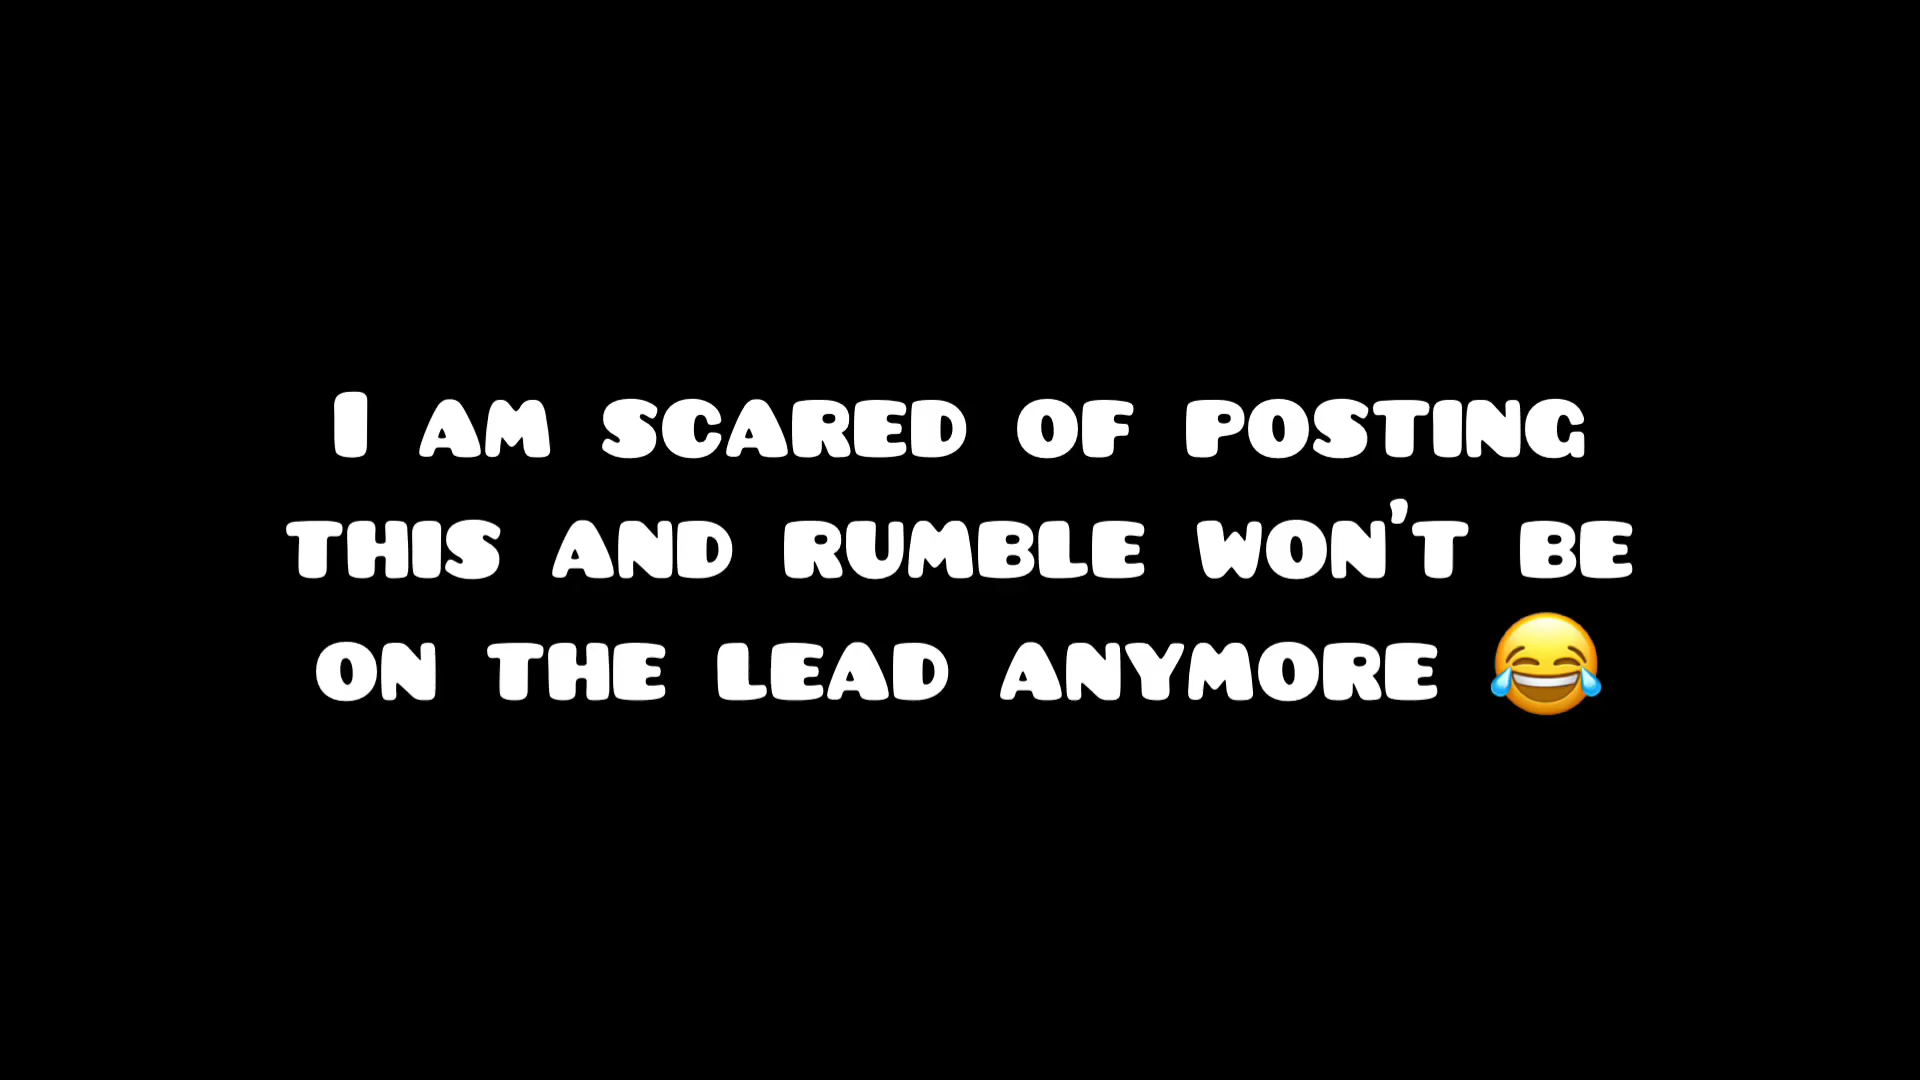 I AM SCARED OF POSTING
THIS AND RUMBLE WON'T BE
ON THE LEAD ANYMORE 😂